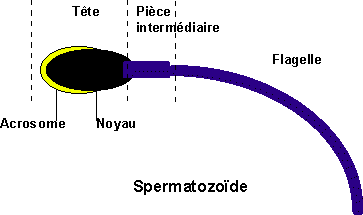 Tête
Pièce
intermédiaire
Flagelle
Acrosome
Noyau
Spermatozoïde